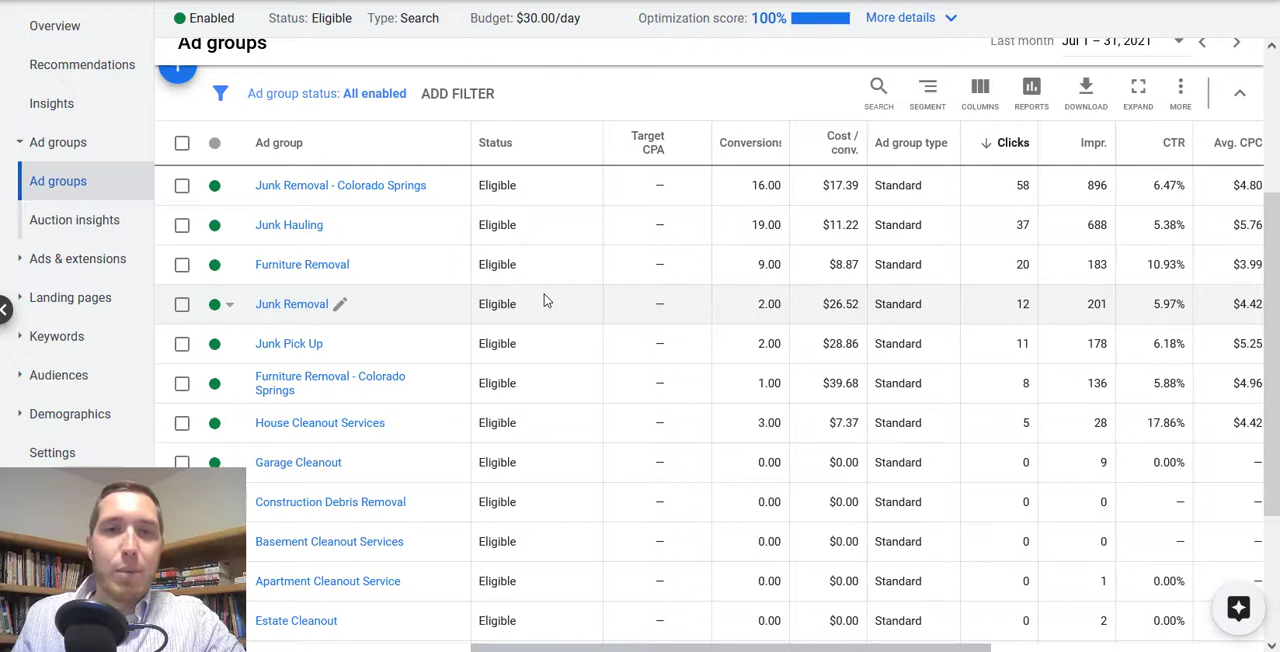 Overview
Enabled Status: Eligible Type: Search Budget: $30.00/day Optimization score: 100% More details
Ad groups
Last month Jul 1 – 31, 2021
Recommendations
Insights
Ad groups
Ad groups
Auction insights
Ads & extensions
Landing pages
Keywords
Audiences
Demographics
Settings
Ad group status: All enabled ADD FILTER
SEARCH SEGMENT COLUMNS REPORTS DOWNLOAD EXPAND MORE
Ad group Status Target CPA Conversions Cost / conv. Ad group type Clicks Impr. CTR Avg. CPC
Junk Removal - Colorado Springs Eligible — 16.00 $17.39 Standard 58 896 6.47% $4.80
Junk Hauling Eligible — 19.00 $11.22 Standard 37 688 5.38% $5.76
Furniture Removal Eligible — 9.00 $8.87 Standard 20 183 10.93% $3.99
Junk Removal Eligible — 2.00 $26.52 Standard 12 201 5.97% $4.42
Junk Pick Up Eligible — 2.00 $28.86 Standard 11 178 6.18% $5.25
Furniture Removal - Colorado Springs Eligible — 1.00 $39.68 Standard 8 136 5.88% $4.96
House Cleanout Services Eligible — 3.00 $7.37 Standard 5 28 17.86% $4.42
Garage Cleanout Eligible — 0.00 $0.00 Standard 0 9 0.00% —
Construction Debris Removal Eligible — 0.00 $0.00 Standard 0 0 — —
Basement Cleanout Services Eligible — 0.00 $0.00 Standard 0 0 — —
Apartment Cleanout Service Eligible — 0.00 $0.00 Standard 0 1 0.00%
Estate Cleanout Eligible — 0.00 $0.00 Standard 0 2 0.00%